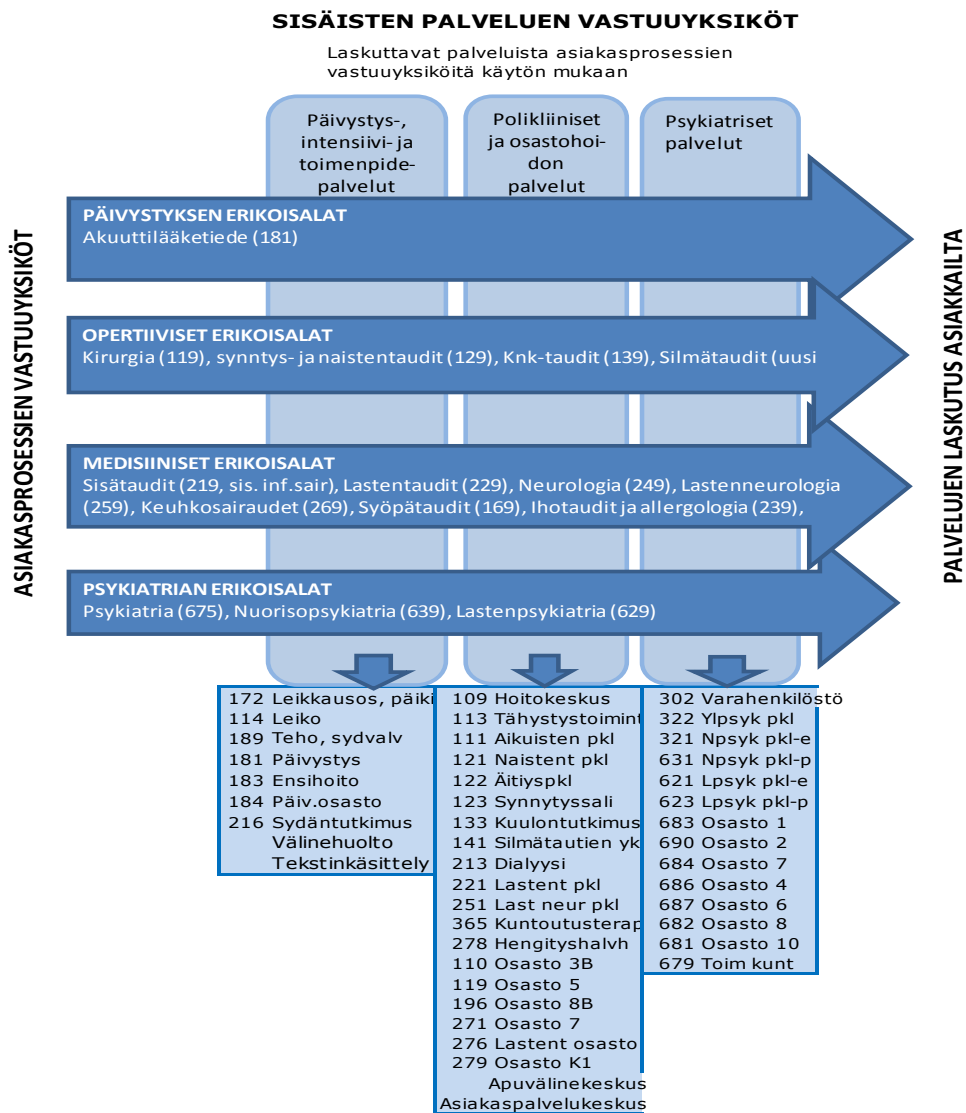 SISÄISTEN PALVELUEN VASTUUYKSIKÖT
Laskuttavat palveluista asiakasprosessien
vastuuyksiköitä käytön mukaan
Päivystys-,
intensiivi- ja
toimenpide-
palvelut
Polikliiniset
ja osastohoi-
don
palvelut
Psykiatriset
palvelut
ASIAKASPROSESSIEN VASTUUYKSIKÖT
PÄIVYSTYKSEN ERIKOISALAT
Akuuttilääketiede (181)
OPERTIIVISET ERIKOISALAT
Kirurgia (119), synntys- ja naistentaudit (129), Knk-taudit (139), Silmätaudit (uusi
MEDISIINISET ERIKOISALAT
Sisätaudit (219, sis. inf.sair), Lastentaudit (229), Neurologia (249), Lastenneurologia
(259), Keuhkosairaudet (269), Syöpätaudit (169), Ihotaudit ja allergologia (239),
PSYKIATRIAN ERIKOISALAT
Psykiatria (675), Nuorisopsykiatria (639), Lastenpsykiatria (629)
PALVELUJEN LASKUTUS ASIAKKAILTA
172 Leikkausos, päiki
114 Leiko
189 Teho, sydvalv
181 Päivystys
183 Ensihoito
184 Päiv.osasto
216 Sydäntutkimus
Välinehuolto
Tekstinkäsittely
109 Hoitokeskus
113 Tähystystoimint
111 Aikuisten pkl
121 Naistent pkl
122 Äitiyspkl
123 Synnytyssali
133 Kuulontutkimus
141 Silmätautien yk
213 Dialyysi
221 Lastent pkl
251 Last neur pkl
365 Kuntoutusterap
278 Hengityshalvh
110 Osasto 3B
119 Osasto 5
196 Osasto 8B
271 Osasto 7
276 Lastent osasto
279 Osasto K1
Apuvälinekeskus
Asiakaspalvelukeskus
302 Varahenkilöstö
322 Ylpsyk pkl
321 Npsyk pkl-e
631 Npsyk pkl-p
621 Lpsyk pkl-e
623 Lpsyk pkl-p
683 Osasto 1
690 Osasto 2
684 Osasto 7
686 Osasto 4
687 Osasto 6
682 Osasto 8
681 Osasto 10
679 Toim kunt